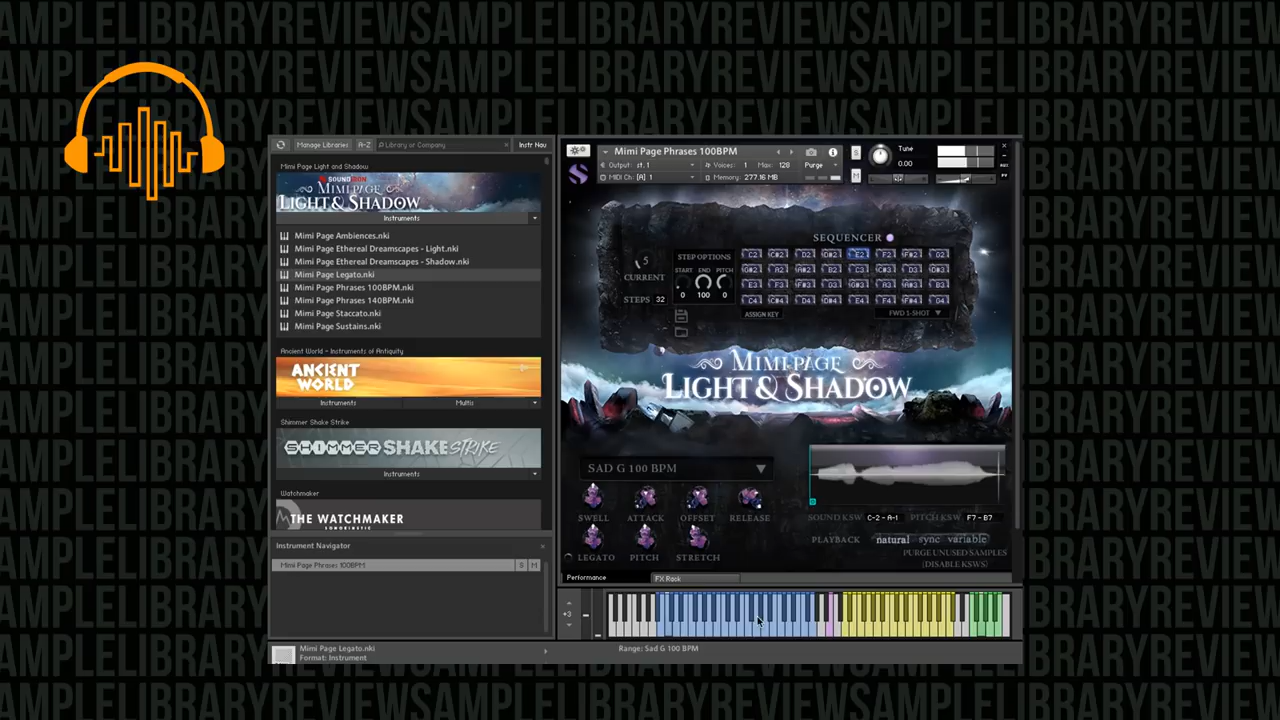 SAMPLELIBRARYREVIEWS
Manage Libraries A-Z Library or Company × Instr Nav
Mimi Page Light and Shadow
SOUNDIRON
MIMI PAGE
LIGHT & SHADOW
Instruments
Mimi Page Ambiences.nki
Mimi Page Ethereal Dreamscapes - Light.nki
Mimi Page Ethereal Dreamscapes - Shadow.nki
Mimi Page Legato.nki
Mimi Page Phrases 100BPM.nki
Mimi Page Phrases 140BPM.nki
Mimi Page Staccato.nki
Mimi Page Sustains.nki
Ancient World - Instruments of Antiquity
ANCIENT
WORLD
Instruments Multis
Shimmer Shake Strike
SHIMMER SHAKE STRIKE
Instruments
Watchmaker
THE WATCHMAKER
Instrument Navigator ×
Mimi Page Phrases 100BPM S M
Mimi Page Legato.nki
Format: Instrument
Mimi Page Phrases 100BPM
Output: st. 1 Voices: 1 Max: 128 Purge
MIDI Ch: [A] 1 Memory: 277.16 MB
S
M
Tune
0.00
SEQUENCER
5
CURRENT
STEPS 32
STEP OPTIONS
START END PITCH
0 100 0
C2 C#2 D2 D#2 E2 F2 F#2 G2
G#2 A2 A#2 B2 C3 C#3 D3 D#3
E3 F3 F#3 G3 G#3 A3 A#3 B3
C4 C#4 D4 D#4 E4 F4 F#4 G4
ASSIGN KEY FWD 1-SHOT
MIMI PAGE
LIGHT & SHADOW
SAD G 100 BPM
SWELL ATTACK OFFSET RELEASE
LEGATO PITCH STRETCH
SOUND KSW C-2 - A-1 PITCH KSW F7 - B7
PLAYBACK natural sync variable
PURGE UNUSED SAMPLES
(DISABLE KSWS)
Performance FX Rack
+3
Range: Sad G 100 BPM